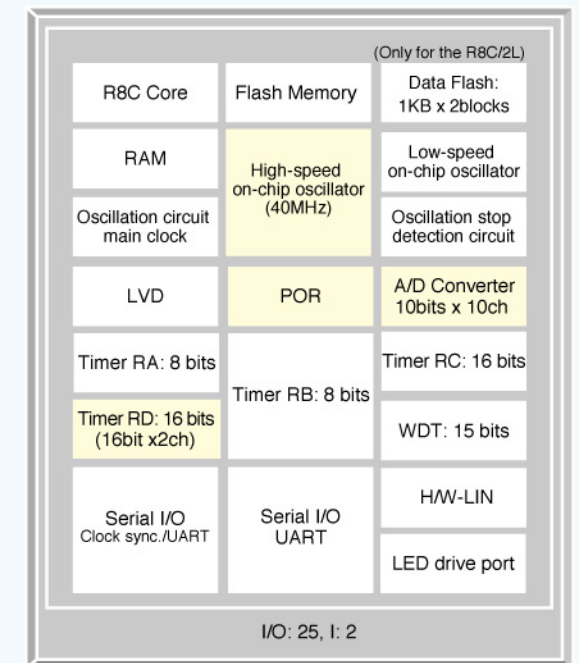 (Only for the R8C/2L)
R8C Core
Flash Memory
Data Flash:
1KB x 2blocks
RAM
High-speed
on-chip oscillator
(40MHz)
Low-speed
on-chip oscillator
Oscillation circuit
main clock
Oscillation stop
detection circuit
LVD
POR
A/D Converter
10bits x 10ch
Timer RA: 8 bits
Timer RB: 8 bits
Timer RC: 16 bits
Timer RD: 16 bits
(16bit x2ch)
WDT: 15 bits
Serial I/O
Clock sync./UART
Serial I/O
UART
H/W-LIN
LED drive port
I/O: 25, I: 2